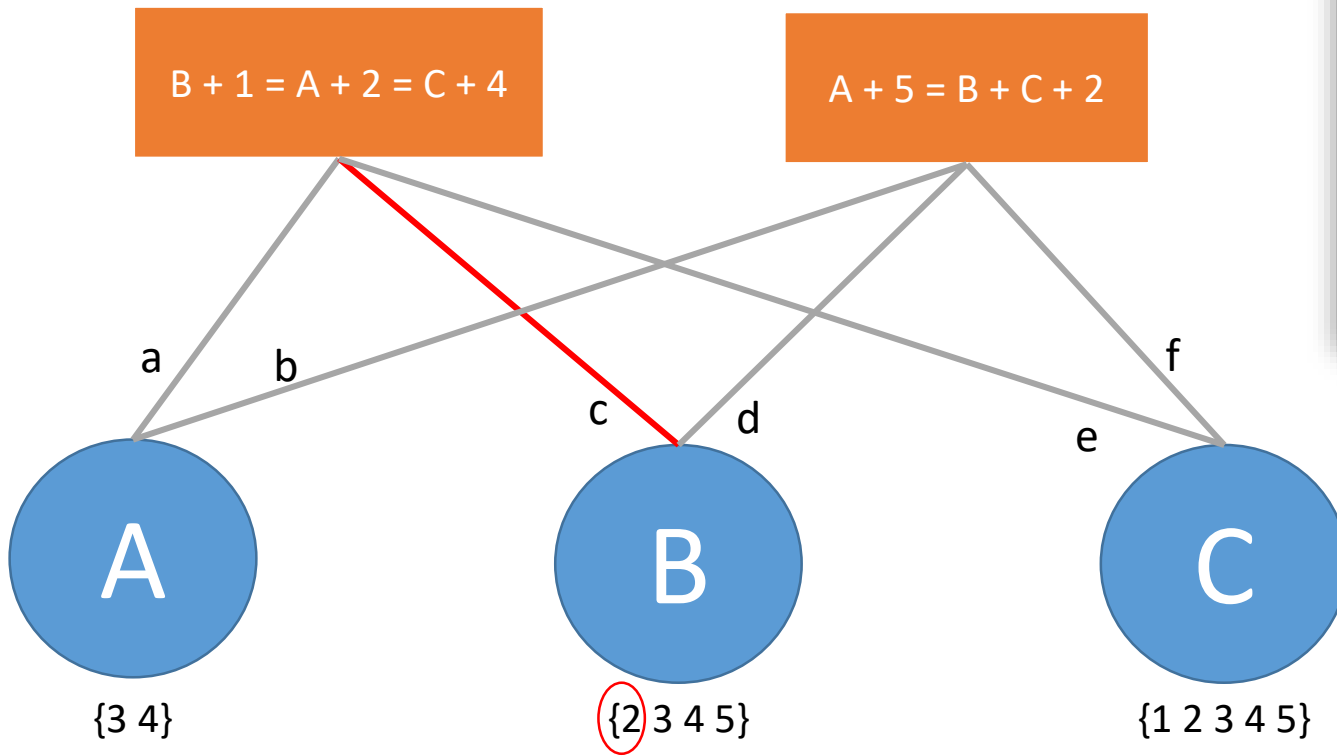 B + 1 = A + 2 = C + 4
A + 5 = B + C + 2
a
b
c
d
e
f
A
B
C
{3 4}
{2 3 4 5}
{1 2 3 4 5}